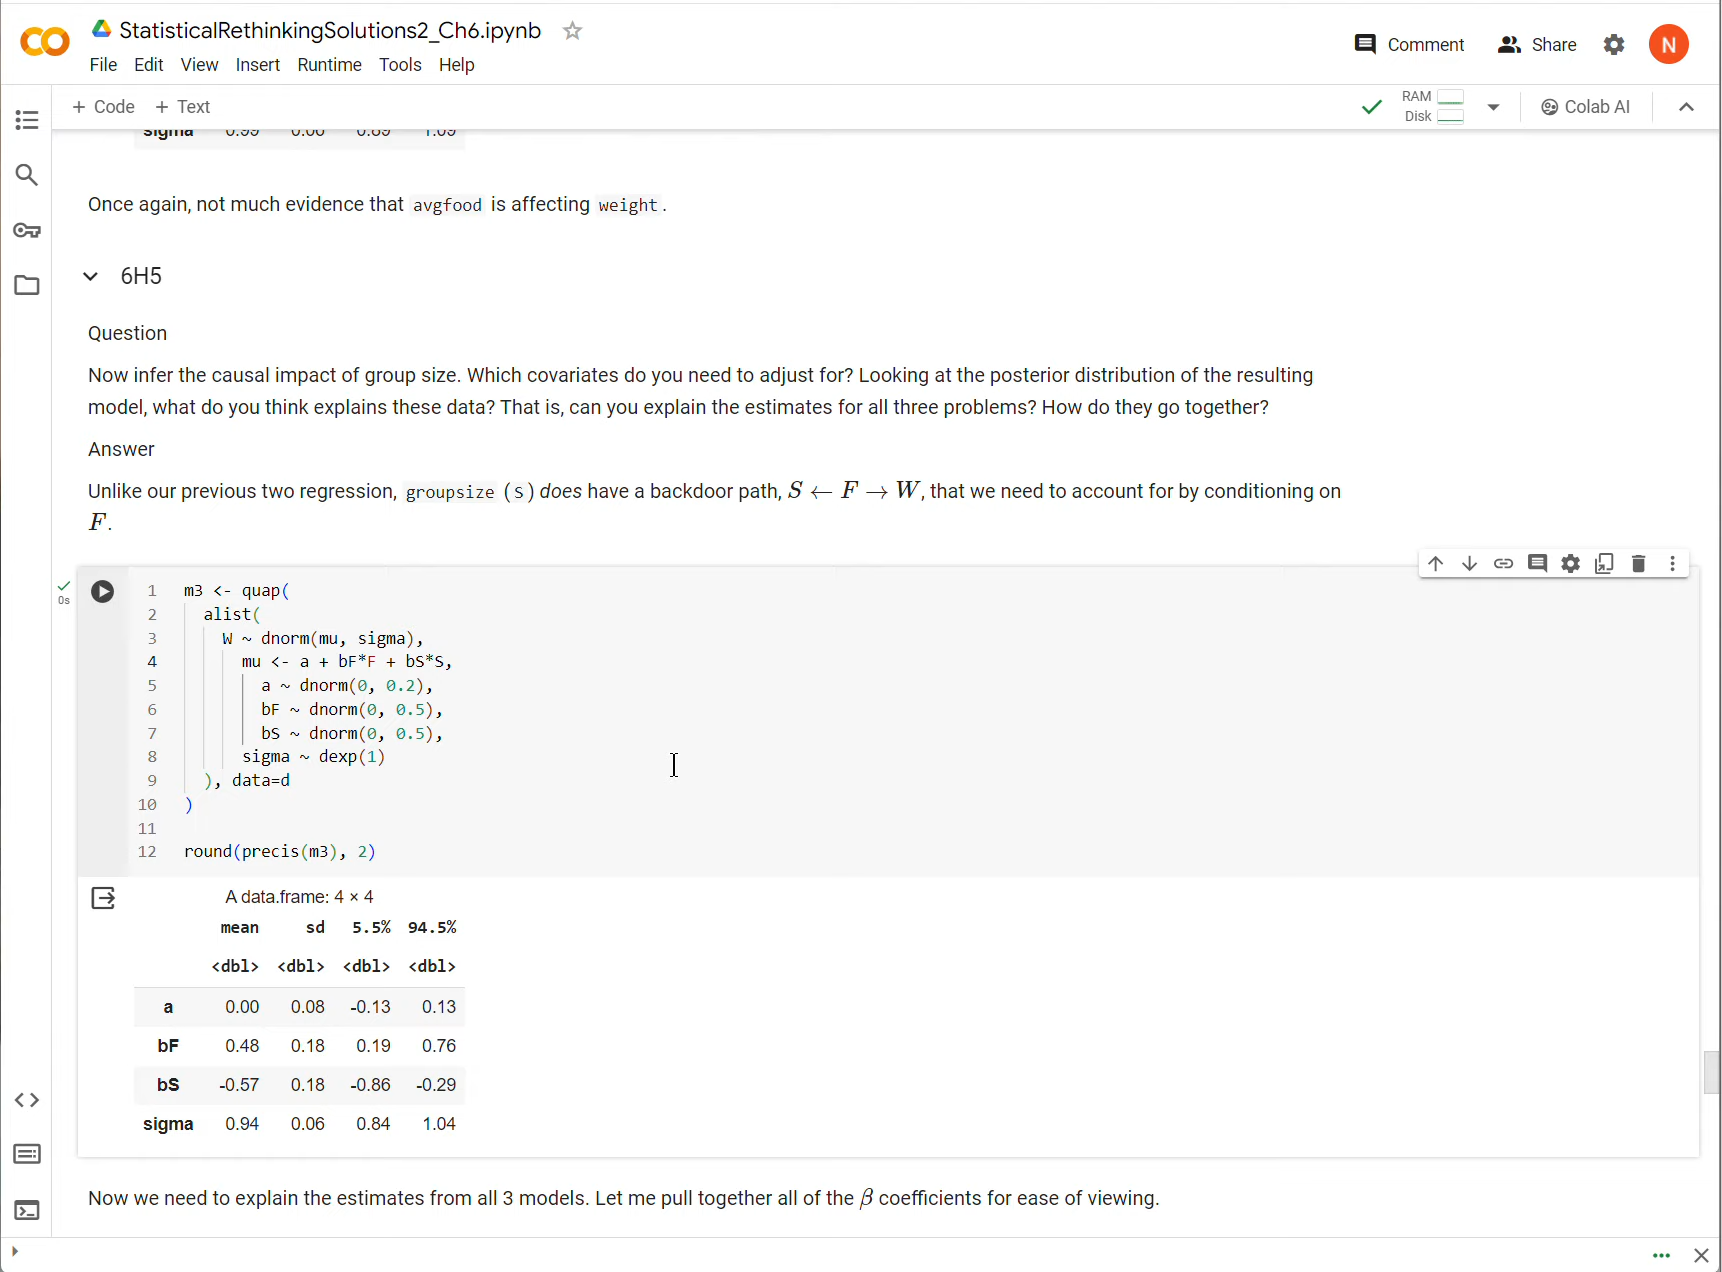 StatisticalRethinkingSolutions2_Ch6.ipynb
Comment
Share
N
File Edit View Insert Runtime Tools Help
+ Code + Text
RAM
Disk
Colab AI
sigma 0.99 0.06 0.89 1.09
Once again, not much evidence that avgfood is affecting weight.
6H5
Question
Now infer the causal impact of group size. Which covariates do you need to adjust for? Looking at the posterior distribution of the resulting
model, what do you think explains these data? That is, can you explain the estimates for all three problems? How do they go together?
Answer
Unlike our previous two regression, groupsize (S) does have a backdoor path, S ← F → W, that we need to account for by conditioning on
F.
0s
1 m3 <- quap(
2 alist(
3 W ~ dnorm(mu, sigma),
4 mu <- a + bF*F + bS*S,
5 a ~ dnorm(0, 0.2),
6 bF ~ dnorm(0, 0.5),
7 bS ~ dnorm(0, 0.5),
8 sigma ~ dexp(1)
9 ), data=d
10 )
11
12 round(precis(m3), 2)
A data.frame: 4 × 4
mean sd 5.5% 94.5%
<dbl> <dbl> <dbl> <dbl>
a 0.00 0.08 -0.13 0.13
bF 0.48 0.18 0.19 0.76
bS -0.57 0.18 -0.86 -0.29
sigma 0.94 0.06 0.84 1.04
Now we need to explain the estimates from all 3 models. Let me pull together all of the β coefficients for ease of viewing.